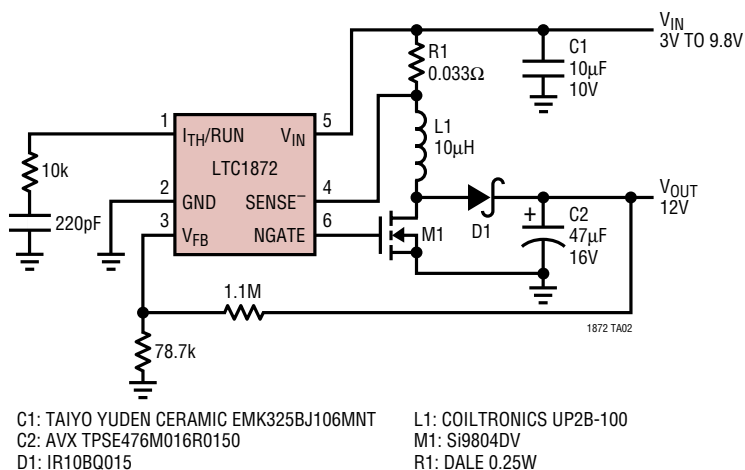 VIN
3V TO 9.8V
R1
0.033Ω
C1
10µF
10V
1
5
ITH/RUN
VIN
L1
10µH
10k
LTC1872
2
4
GND
SENSE–
VOUT
12V
220pF
3
6
VFB
NGATE
M1
D1
+
C2
47µF
16V
1.1M
1872 TA02
78.7k
C1: TAIYO YUDEN CERAMIC EMK325BJ106MNT
C2: AVX TPSE476M016R0150
D1: IR10BQ015
L1: COILTRONICS UP2B-100
M1: Si9804DV
R1: DALE 0.25W